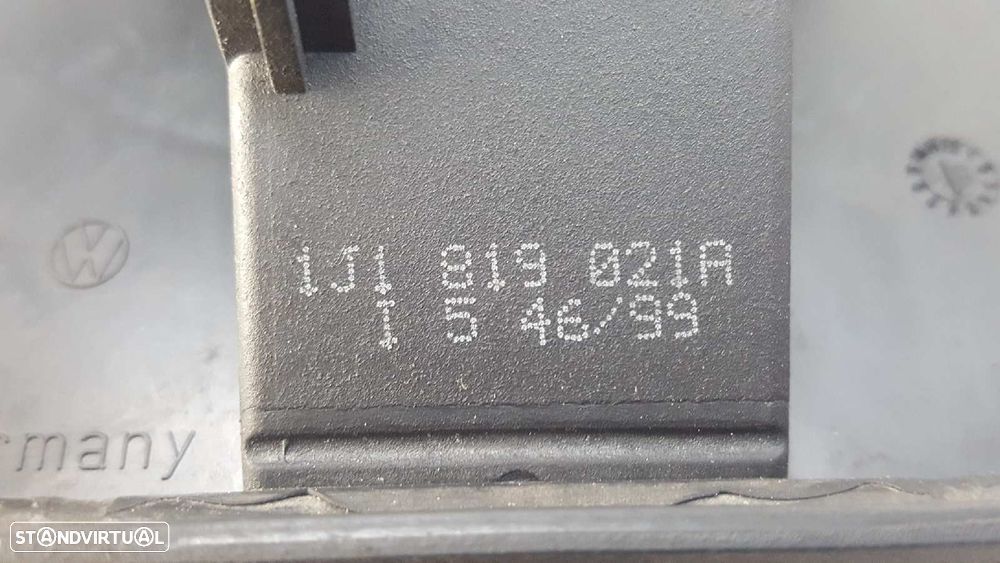 1J1 819 021A
I 5 46/99
rmany
STANDVIRTUAL